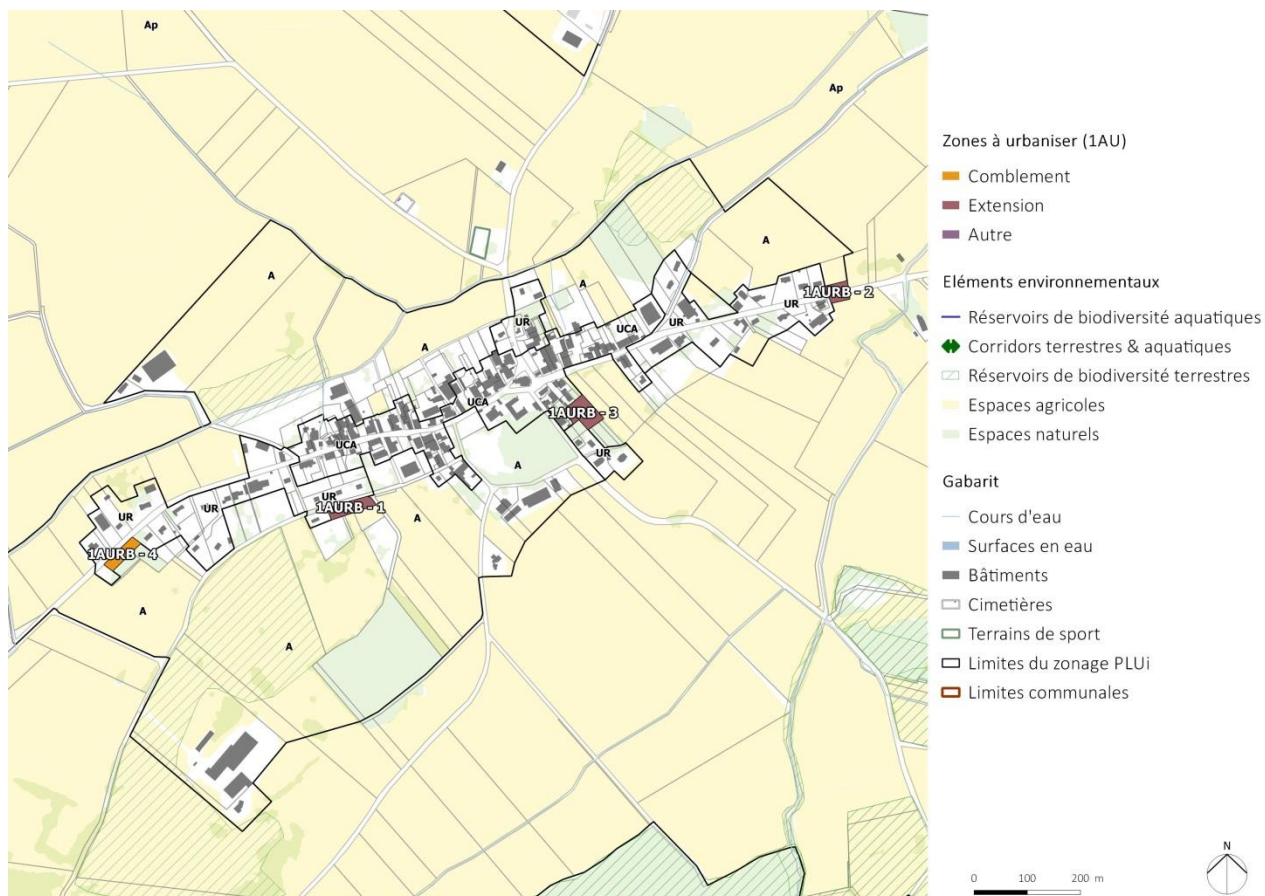 Ap
Ap
A
A
1AURB - 2
UR
A
UR
UCA
UR
A
UCA
1AURB - 3
UCA
UR
A
UR
1AURB - 1
A
UR
UR
1AURB - 4
A
A
Zones à urbaniser (1AU)
Comblement
Extension
Autre
Eléments environnementaux
Réservoirs de biodiversité aquatiques
Corridors terrestres & aquatiques
Réservoirs de biodiversité terrestres
Espaces agricoles
Espaces naturels
Gabarit
Cours d'eau
Surfaces en eau
Bâtiments
Cimetières
Terrains de sport
Limites du zonage PLUi
Limites communales
0 100 200 m
N